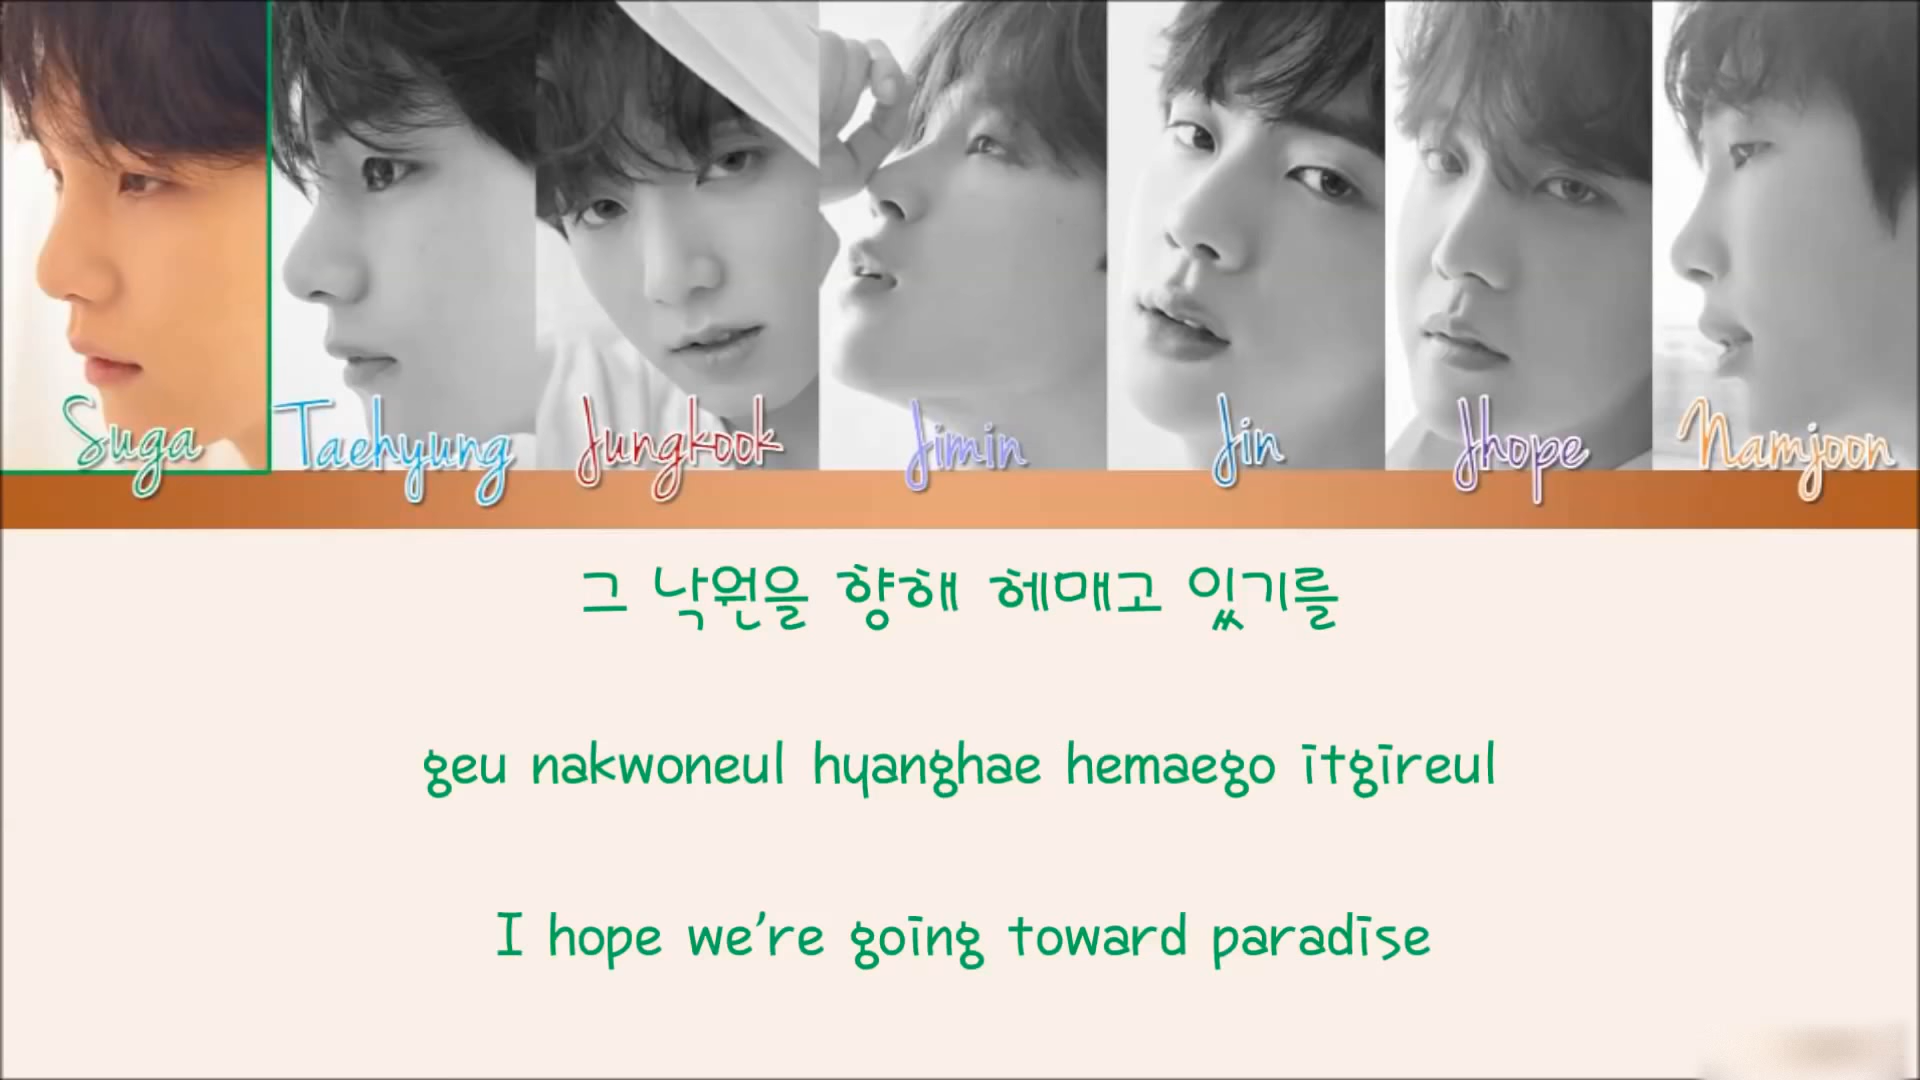 Suga Taehyung Jungkook Jimin Jin Jhope Namjoon
그 낙원을 향해 헤매고 있기를
geu nakwoneul hyanghae hemaego itgireul
I hope we're going toward paradise